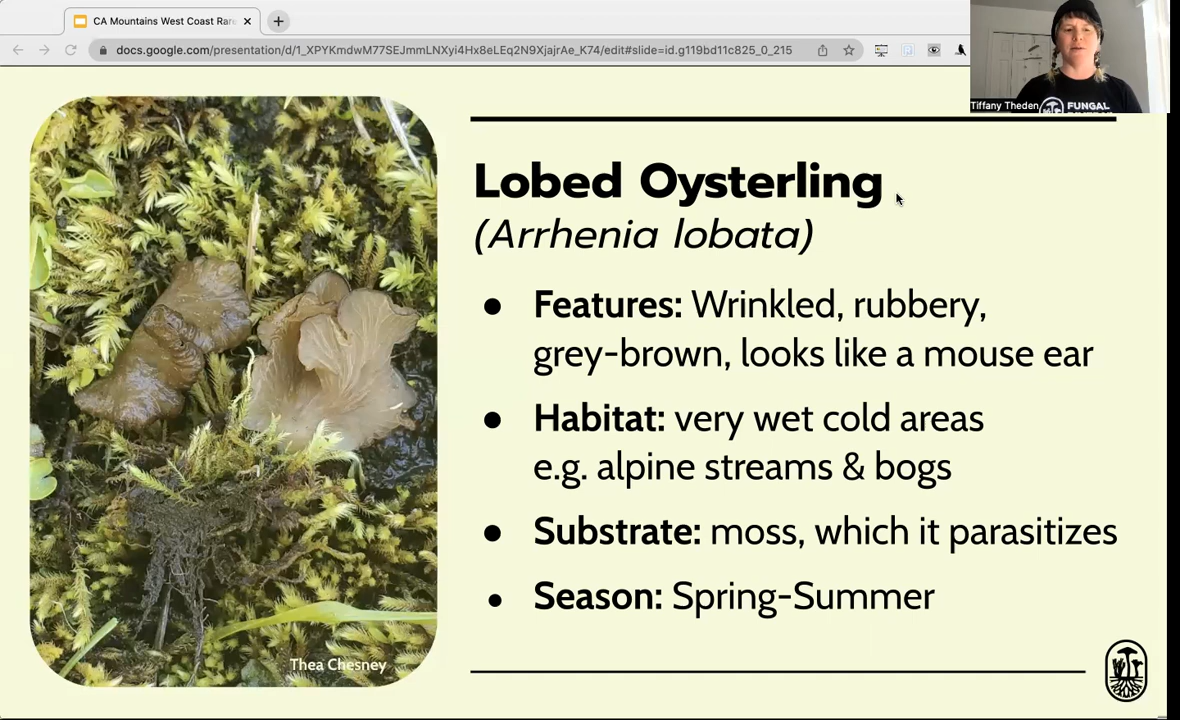 CA Mountains West Coast Rare
docs.google.com/presentation/d/1_XPYKmdwM77SEJmmLNXyi4Hx8eLEq2N9XjajrAe_K74/edit#slide=id.g119bd11c825_0_215
Tiffany Theden
FUNGAL
Lobed Oysterling
(Arrhenia lobata)
● Features: Wrinkled, rubbery,
grey-brown, looks like a mouse ear
● Habitat: very wet cold areas
e.g. alpine streams & bogs
● Substrate: moss, which it parasitizes
● Season: Spring-Summer
Thea Chesney